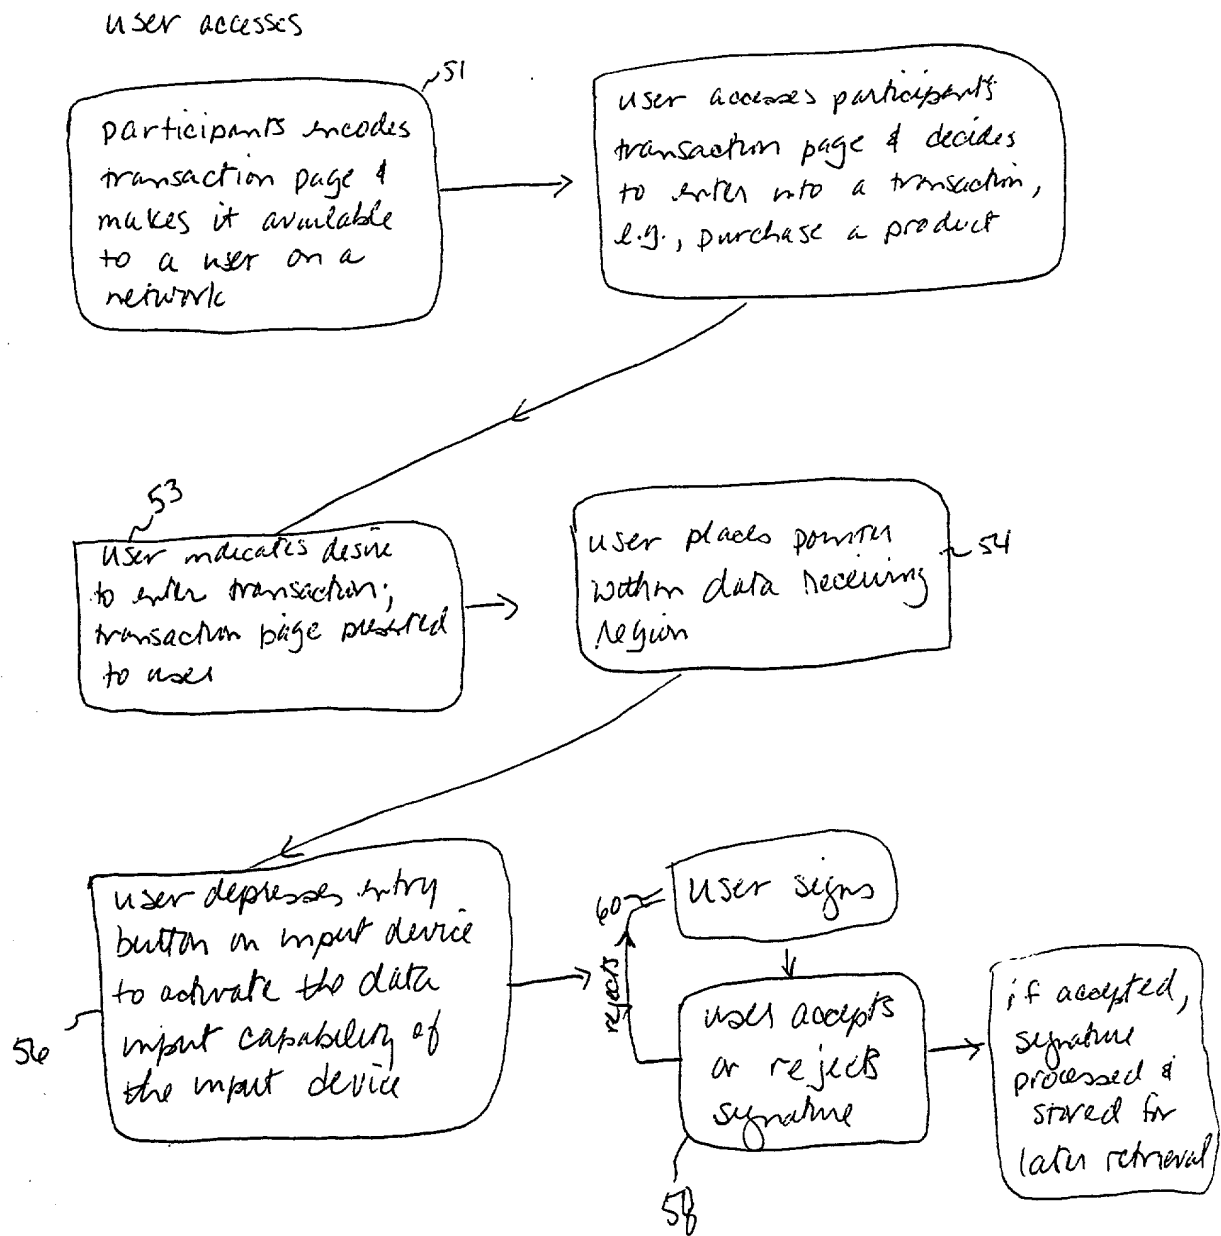 user accesses
51
participants encodes
transaction page &
makes it available
to a user on a
network
user accesses participants
transaction page & decides
to enter into a transaction,
e.g., purchase a product
53
user indicates desire
to enter transaction;
transaction page presented
to user
user places pointer
within data receiving
region
54
user depresses entry
button on input device
to activate the data
input capability of
the input device
56
60
user signs
rejects
user accepts
or rejects
signature
58
if accepted,
signature
processed &
stored for
later retrieval